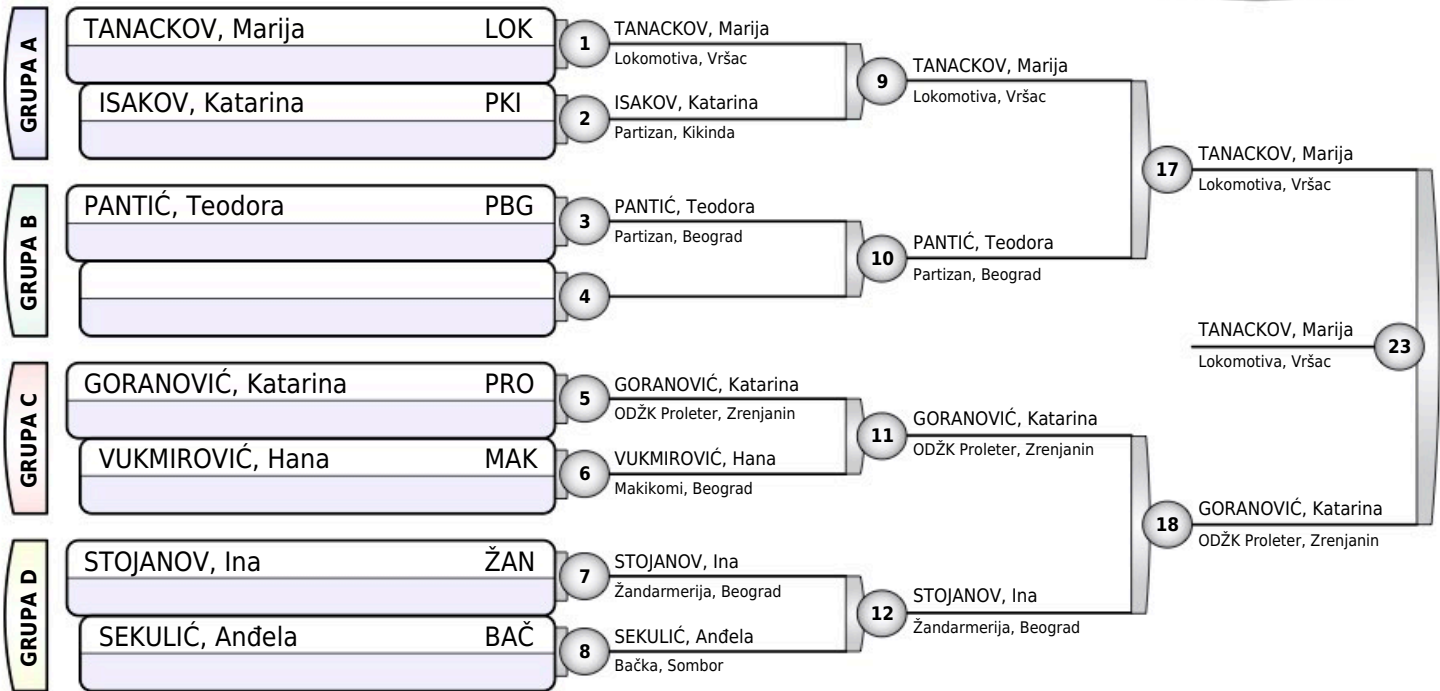 GRUPA A
TANACKOV, Marija LOK
ISAKOV, Katarina PKI
1
TANACKOV, Marija
Lokomotiva, Vršac
2
ISAKOV, Katarina
Partizan, Kikinda
9
TANACKOV, Marija
Lokomotiva, Vršac
GRUPA B
PANTIĆ, Teodora PBG
3
PANTIĆ, Teodora
Partizan, Beograd
4
10
PANTIĆ, Teodora
Partizan, Beograd
17
TANACKOV, Marija
Lokomotiva, Vršac
GRUPA C
GORANOVIĆ, Katarina PRO
VUKMIROVIĆ, Hana MAK
5
GORANOVIĆ, Katarina
ODŽK Proleter, Zrenjanin
6
VUKMIROVIĆ, Hana
Makikomi, Beograd
11
GORANOVIĆ, Katarina
ODŽK Proleter, Zrenjanin
GRUPA D
STOJANOV, Ina ŽAN
SEKULIĆ, Anđela BAČ
7
STOJANOV, Ina
Žandarmerija, Beograd
8
SEKULIĆ, Anđela
Bačka, Sombor
12
STOJANOV, Ina
Žandarmerija, Beograd
18
GORANOVIĆ, Katarina
ODŽK Proleter, Zrenjanin
TANACKOV, Marija
Lokomotiva, Vršac
23